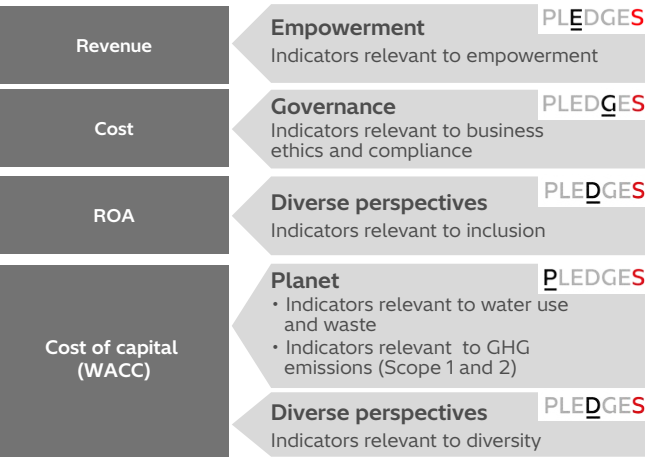 Revenue
Empowerment
PLEDGES
Indicators relevant to empowerment
Cost
Governance
PLEDGES
Indicators relevant to business
ethics and compliance
ROA
Diverse perspectives
PLEDGES
Indicators relevant to inclusion
Cost of capital
(WACC)
Planet
PLEDGES
・Indicators relevant to water use
and waste
・Indicators relevant to GHG
emissions (Scope 1 and 2)
Diverse perspectives
PLEDGES
Indicators relevant to diversity